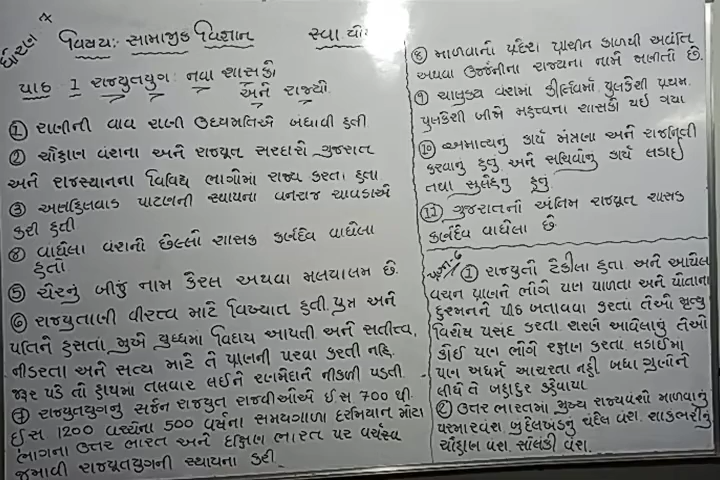 ધોરણ ૭
વિષય: સામાજીક વિજ્ઞાન
પાઠ 1 રાજપુતયુગ: નવા શાસકો
અને રાજ્યો.
① રાણીની વાવ રાણી ઉદયમતિએ બંધાવી હતી
② ચૌહાણ વંશના અને રાજપૂત સરદારો ગુજરાત
અને રાજસ્થાનના વિવિધ ભાગોમાં રાજ્ય કરતા હતા
③ અણહિલવાક પાટણની સ્થાપના વનરાજ ચાવડાએ
કરી હતી
④ વાઘેલા વંશનો છેલ્લો શાસક કર્ણદેવ વાઘેલા
હતો
⑤ ચેરનું બીજું નામ કેરલ અથવા મલયાલમ છે.
⑥ રાજપુતાણી વીરત્વ માટે વિખ્યાત હતી. પુત્ર અને
પતિને હસતા મુખે યુધ્ધમાં વિદાય આપતી અને સતીત્વ,
નીડરતા અને સત્ય માટે તે પ્રાણની પરવા કરતી નહિ.
જરૂર પડે તો હાથમાં તલવાર લઈને રણમેદાને નીકળી પડતી.
⑦ રાજપુતયુગનું સર્જન રાજપુત રાજવીઓએ ઈસ 700 થી
ઈસ 1200 વચ્ચેના 500 વર્ષના સમયગાળા દરમિયાન મોટા
ભાગના ઉત્તર ભારત અને દક્ષિણ ભારત પર વર્ચસ્વ
જમાવી રાજપૂતયુગની સ્થાપના કરી.
⑧ માળવાનો પ્રદેશ પ્રાચીન કાળથી અવંતિ
અથવા ઉજ્જૈનીના રાજ્યના નામે જાણીતો છે.
⑨ ચાલુક્ય વંશમાં કીર્તિવર્મા, પુલકેશી પ્રથમ
પુલકેશી બીજો મહત્વના શાસકો થઈ ગયા
⑩ અમાત્યનું કાર્ય મંત્રણા અને રાજનિતી
કરવાનું હતું અને સચિવોનું કાર્ય લડાઈ
તથા સુલેહનું હતું.
⑪ ગુજરાતનો અંતિમ રાજપૂત શાસક
કર્ણદેવ વાઘેલા છે.
① રાજપુતો ટેકીલા હતા અને આપેલ
વચન પ્રાણને ભોગે પણ પાળતા અને પોતાના
દુશ્મનને પીઠ બતાવવા કરતા તેઓ મૃત્યુ
વિશેષ પસંદ કરતા શરણે આવેલાનું તેઓ
કોઈ પણ ભોગે રક્ષણ કરતા લડાઈમાં
પણ અધર્મ આચરતા નહી બધા ગુણોને
લીધે તે બહાદુર કહેવાયા
② ઉત્તર ભારતમાં મુખ્ય રાજ્યવંશો માળવાનું
પરમારવંશ, બુંદેલખંડનું ચંદેલ વંશ. શાકંભરીનું
ચૌહાણ વંશ. સોલંકી વંશ.